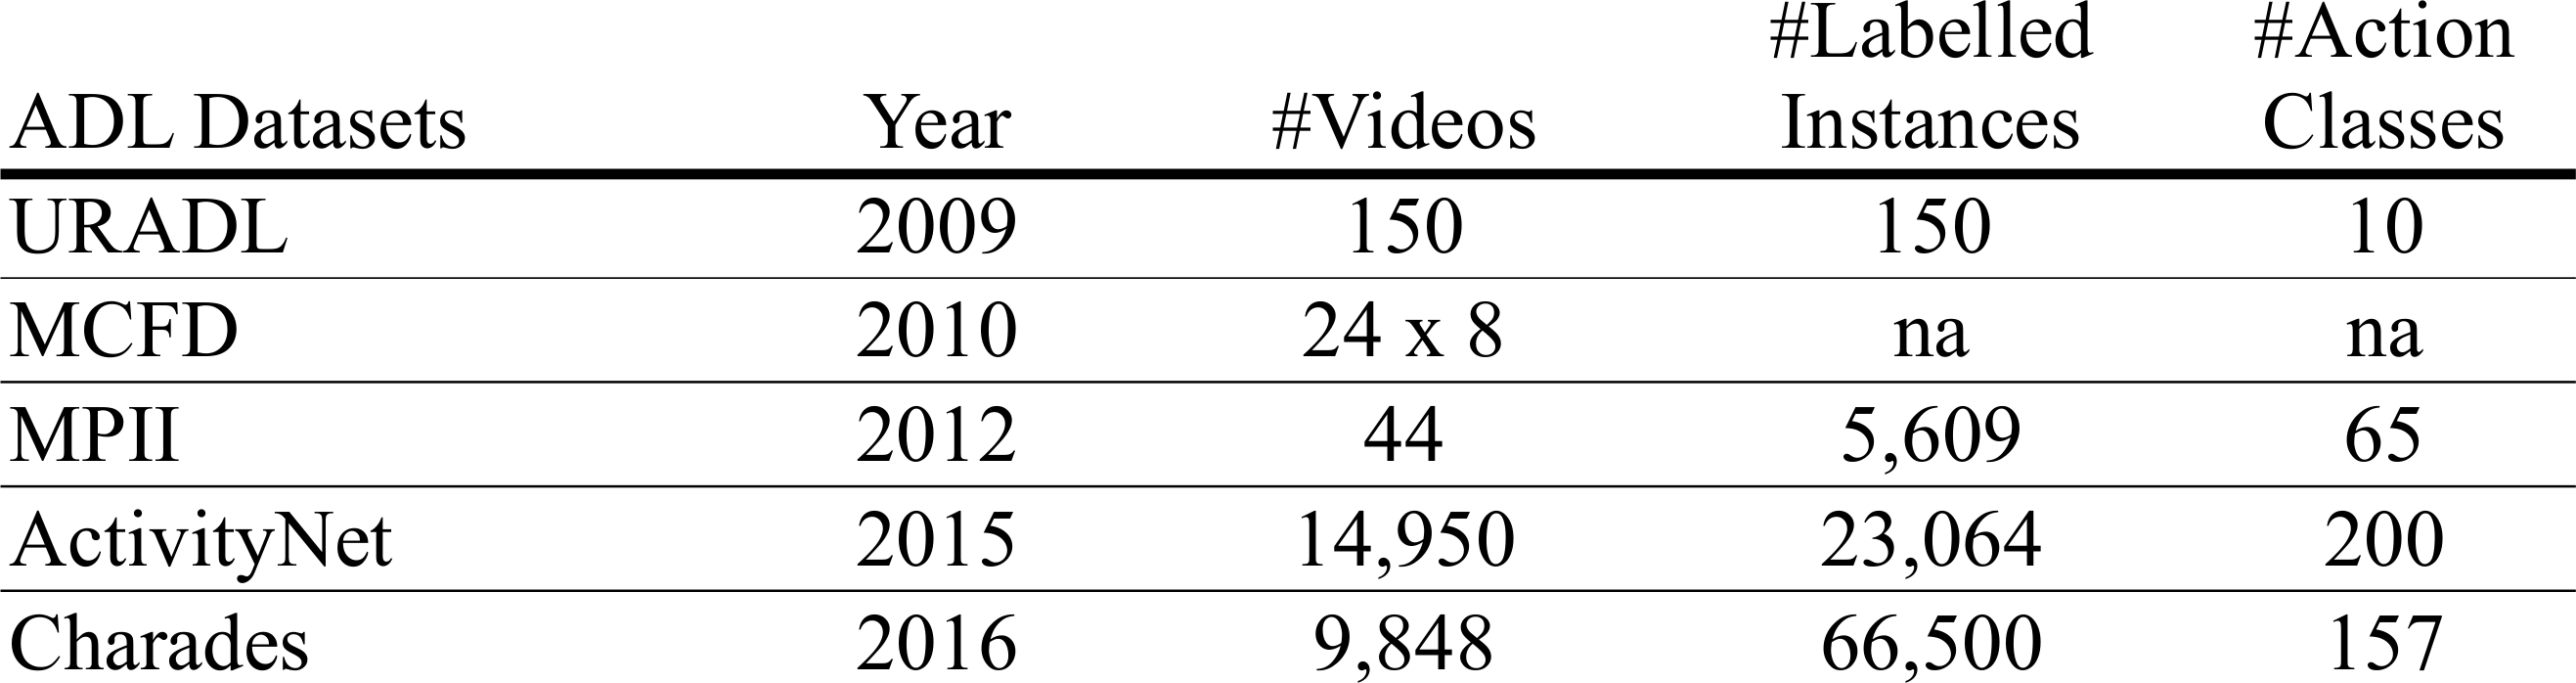 #Labelled #Action
ADL Datasets Year #Videos Instances Classes
URADL 2009 150 150 10
MCFD 2010 24 x 8 na na
MPII 2012 44 5,609 65
ActivityNet 2015 14,950 23,064 200
Charades 2016 9,848 66,500 157